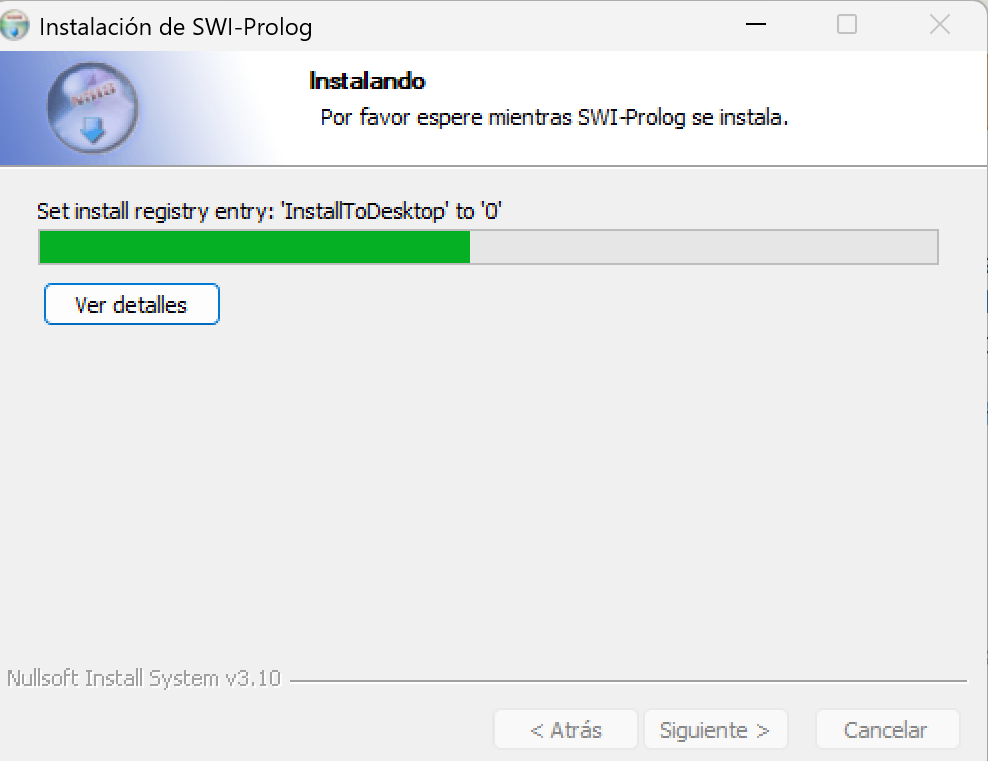 Instalación de SWI-Prolog
Instalando
Por favor espere mientras SWI-Prolog se instala.
Set install registry entry: 'InstallToDesktop' to '0'
Ver detalles
Nullsoft Install System v3.10
< Atrás
Siguiente >
Cancelar